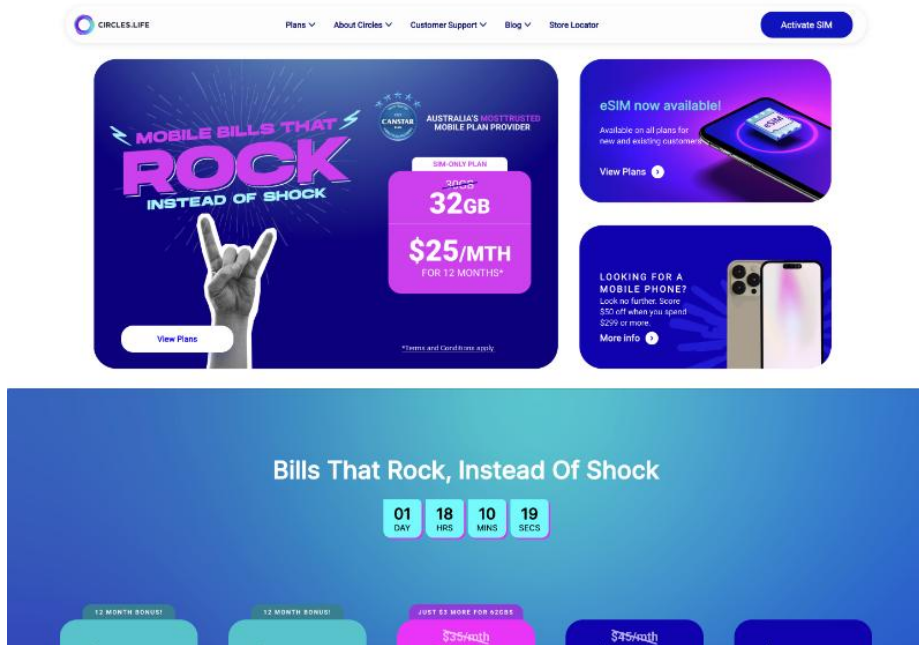 CIRCLES.LIFE
Plans
About Circles
Customer Support
Blog
Store Locator
Activate SIM
MOBILE BILLS THAT
ROCK
INSTEAD OF SHOCK
View Plans
CANSTAR
AUSTRALIA'S MOSTTRUSTED
MOBILE PLAN PROVIDER
SIM-ONLY PLAN
30GB
32GB
$25/MTH
FOR 12 MONTHS*
*Terms and Conditions apply
eSIM now available!
Available on all plans for
new and existing customers
View Plans
eSIM
LOOKING FOR A
MOBILE PHONE?
Look no further. Score
$50 off when you spend
$299 or more.
More info
Bills That Rock, Instead Of Shock
01 18 10 19
DAY HRS MINS SECS
12 MONTH BONUS!
12 MONTH BONUS!
JUST $3 MORE FOR 62GBS
$35/mth
$45/mth